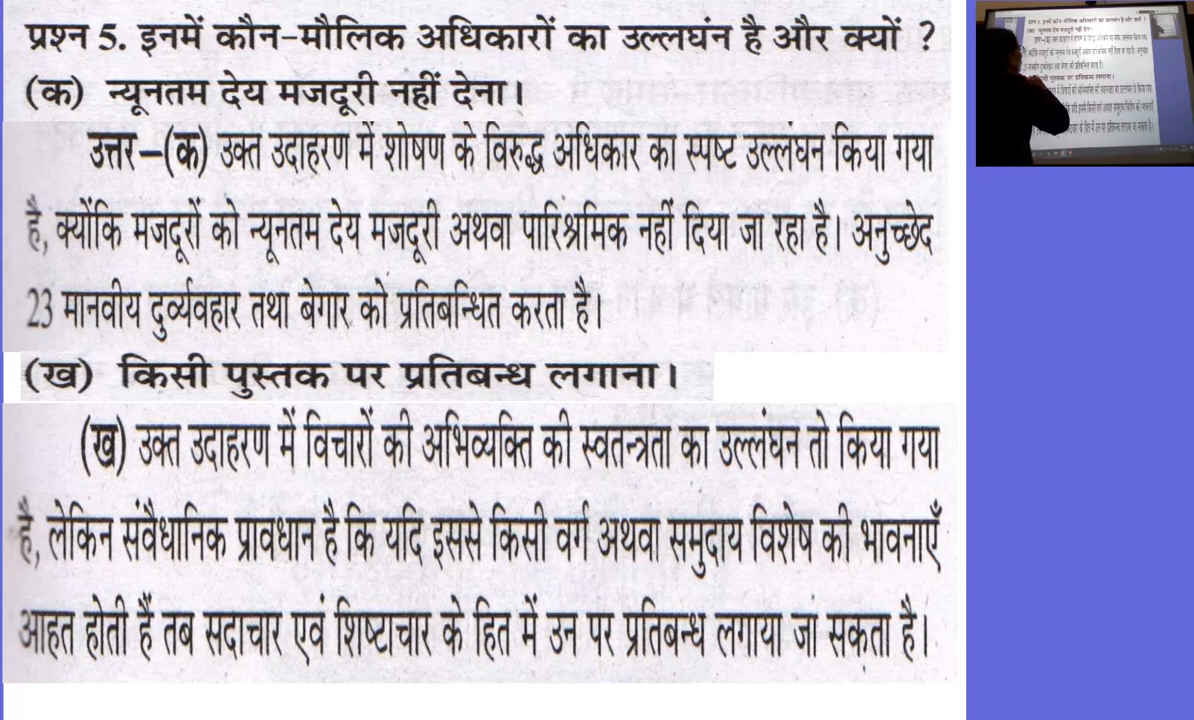 प्रश्न 5. इनमें कौन-मौलिक अधिकारों का उल्लघंन है और क्यों ?
(क) न्यूनतम देय मजदूरी नहीं देना।
उत्तर –(क) उक्त उदाहरण में शोषण के विरुद्ध अधिकार का स्पष्ट उल्लंघन किया गया
है, क्योंकि मजदूरों को न्यूनतम देय मजदूरी अथवा पारिश्रमिक नहीं दिया जा रहा है। अनुच्छेद
23 मानवीय दुर्व्यवहार तथा बेगार को प्रतिबन्धित करता है।
(ख) किसी पुस्तक पर प्रतिबन्ध लगाना।
(ख) उक्त उदाहरण में विचारों की अभिव्यक्ति की स्वतन्त्रता का उल्लंघन तो किया गया
है, लेकिन संवैधानिक प्रावधान है कि यदि इससे किसी वर्ग अथवा समुदाय विशेष की भावनाएँ
आहत होती हैं तब सदाचार एवं शिष्टाचार के हित में उन पर प्रतिबन्ध लगाया जा सकता है।